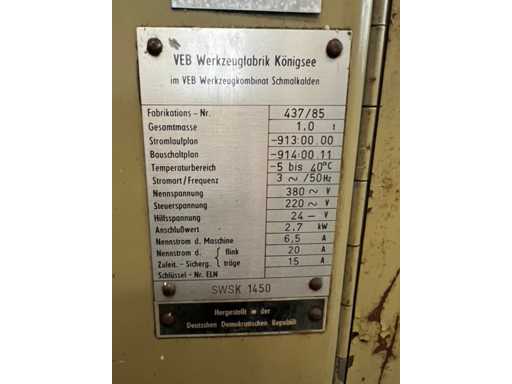 VEB Werkzeugfabrik Königsee
im VEB Werkzeugkombinat Schmalkalden
Fabrikations - Nr. 437/85
Gesamtmasse 1.0 t
Stromlaufplan -913:00.00
Bauschaltplan -914:00.11
Temperaturbereich -5 bis 40°C
Stromart/Frequenz 3 ~ /50 Hz
Nennspannung 380 ~ V
Steuerspannung 220 ~ V
Hilfsspannung 24 – V
Anschlußwert 2.7 kW
Nennstrom d. Maschine 6,5 A
Nennstrom d. { flink 20 A
Zuleit. - Sicherg. { träge 15 A
Schlüssel - Nr. ELN
SWSK 1450
Hergestellt in der
Deutschen Demokratischen Republik